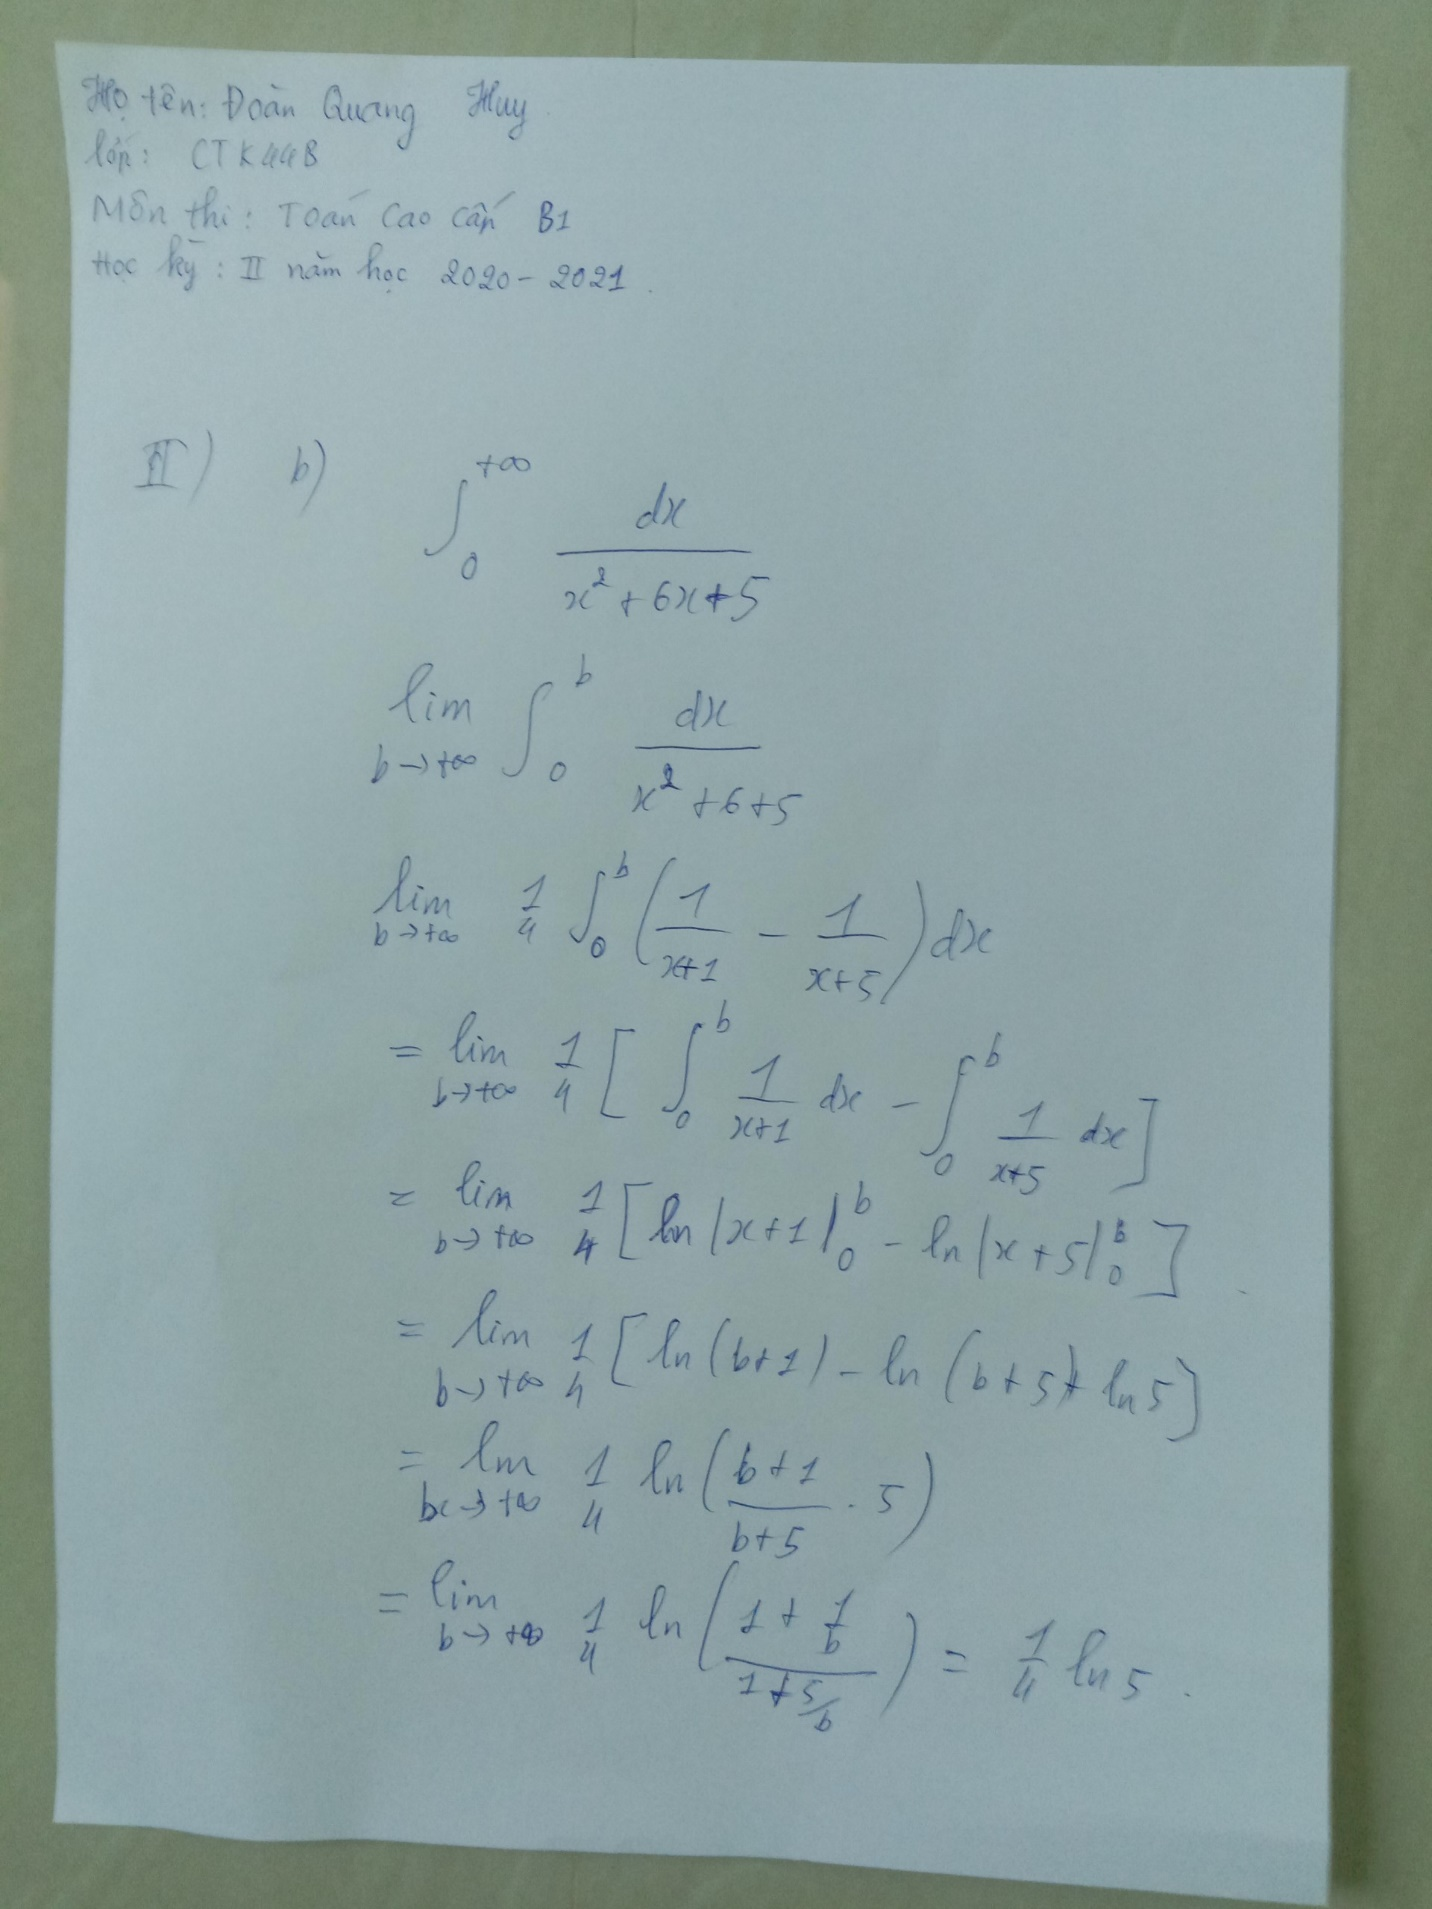 Họ tên: Đoàn Quang Huy.
lớp: CTK44B
Môn thi: Toán Cao Cấp B1
Học kỳ: II năm học 2020-2021.
II) b) ∫₀^{+∞} dx / (x² + 6x + 5)
lim_{b→+∞} ∫₀^b dx / (x² + 6 + 5)
lim_{b→+∞} 1/4 ∫₀^b (1/(x+1) - 1/(x+5)) dx
= lim_{b→+∞} 1/4 [ ∫₀^b 1/(x+1) dx - ∫₀^b 1/(x+5) dx ]
= lim_{b→+∞} 1/4 [ ln|x+1| |₀^b - ln|x+5| |₀^b ]
= lim_{b→+∞} 1/4 [ ln(b+1) - ln(b+5) + ln5 ]
= lim_{bx→+∞} 1/4 ln( (b+1)/(b+5) . 5 )
= lim_{b→+∞} 1/4 ln( (1 + 1/b)/(1 + 5/b) ) = 1/4 ln5.